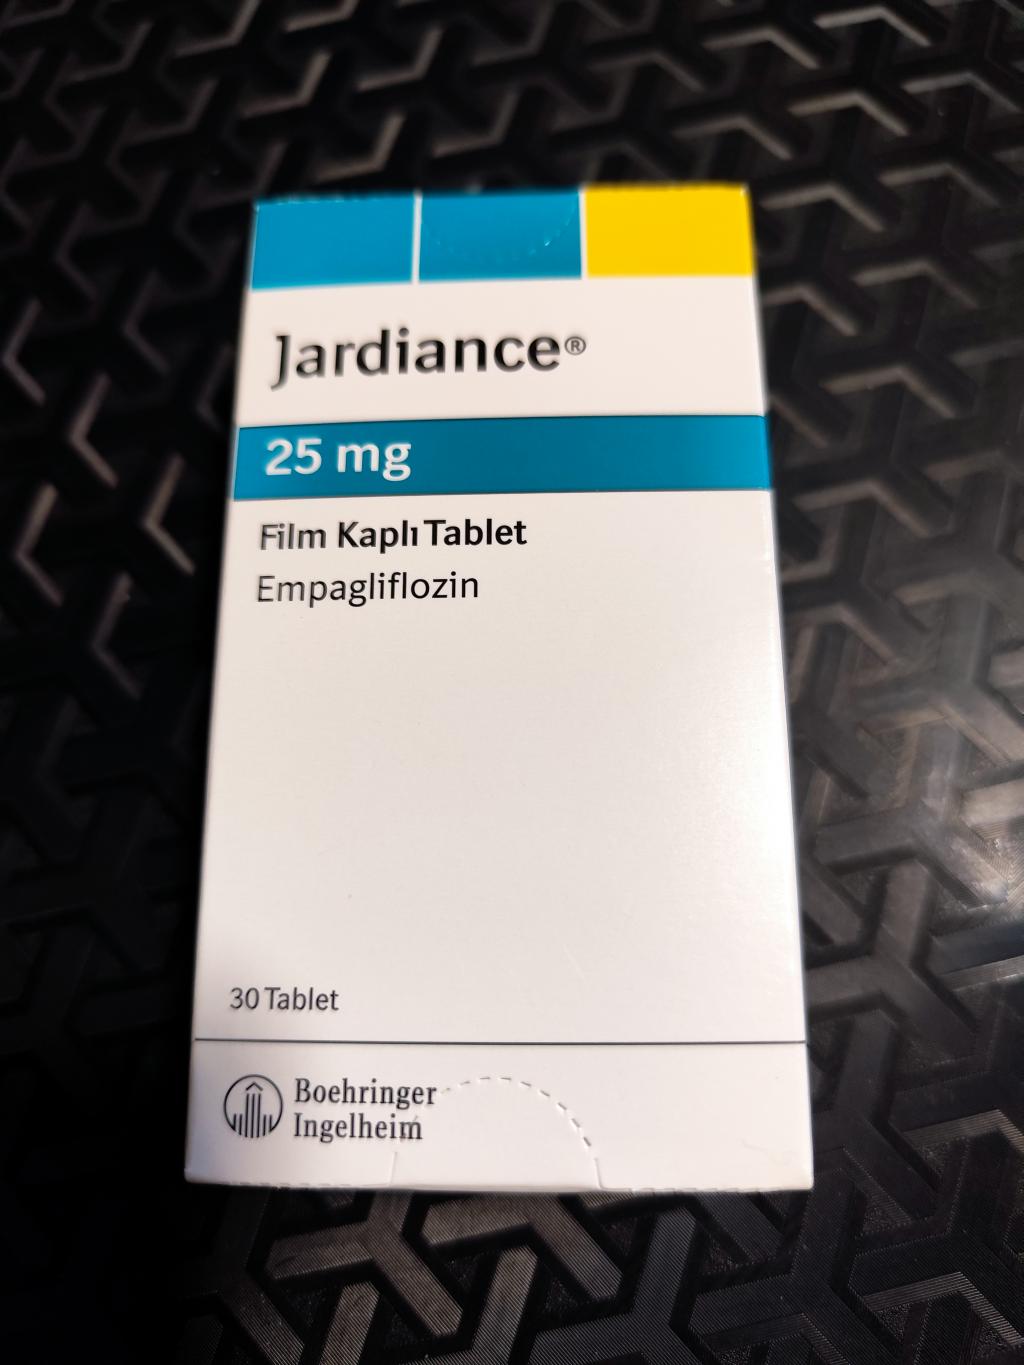 Jardiance®
25 mg
Film Kaplı Tablet
Empagliflozin
30 Tablet
Boehringer
Ingelheim